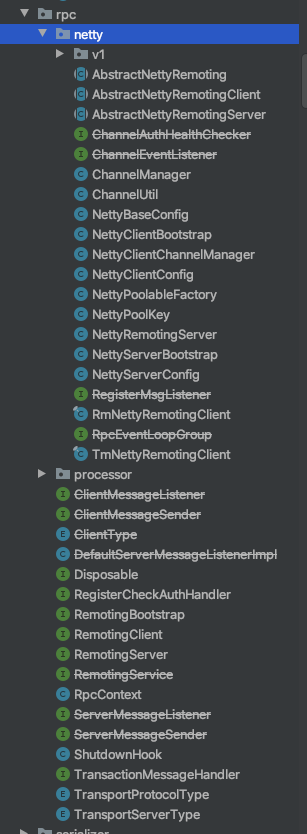 rpc
netty
v1
AbstractNettyRemoting
AbstractNettyRemotingClient
AbstractNettyRemotingServer
ChannelAuthHealthChecker
ChannelEventListener
ChannelManager
ChannelUtil
NettyBaseConfig
NettyClientBootstrap
NettyClientChannelManager
NettyClientConfig
NettyPoolableFactory
NettyPoolKey
NettyRemotingServer
NettyServerBootstrap
NettyServerConfig
RegisterMsgListener
RmNettyRemotingClient
RpcEventLoopGroup
TmNettyRemotingClient
processor
ClientMessageListener
ClientMessageSender
ClientType
DefaultServerMessageListenerImpl
Disposable
RegisterCheckAuthHandler
RemotingBootstrap
RemotingClient
RemotingServer
RemotingService
RpcContext
ServerMessageListener
ServerMessageSender
ShutdownHook
TransactionMessageHandler
TransportProtocolType
TransportServerType